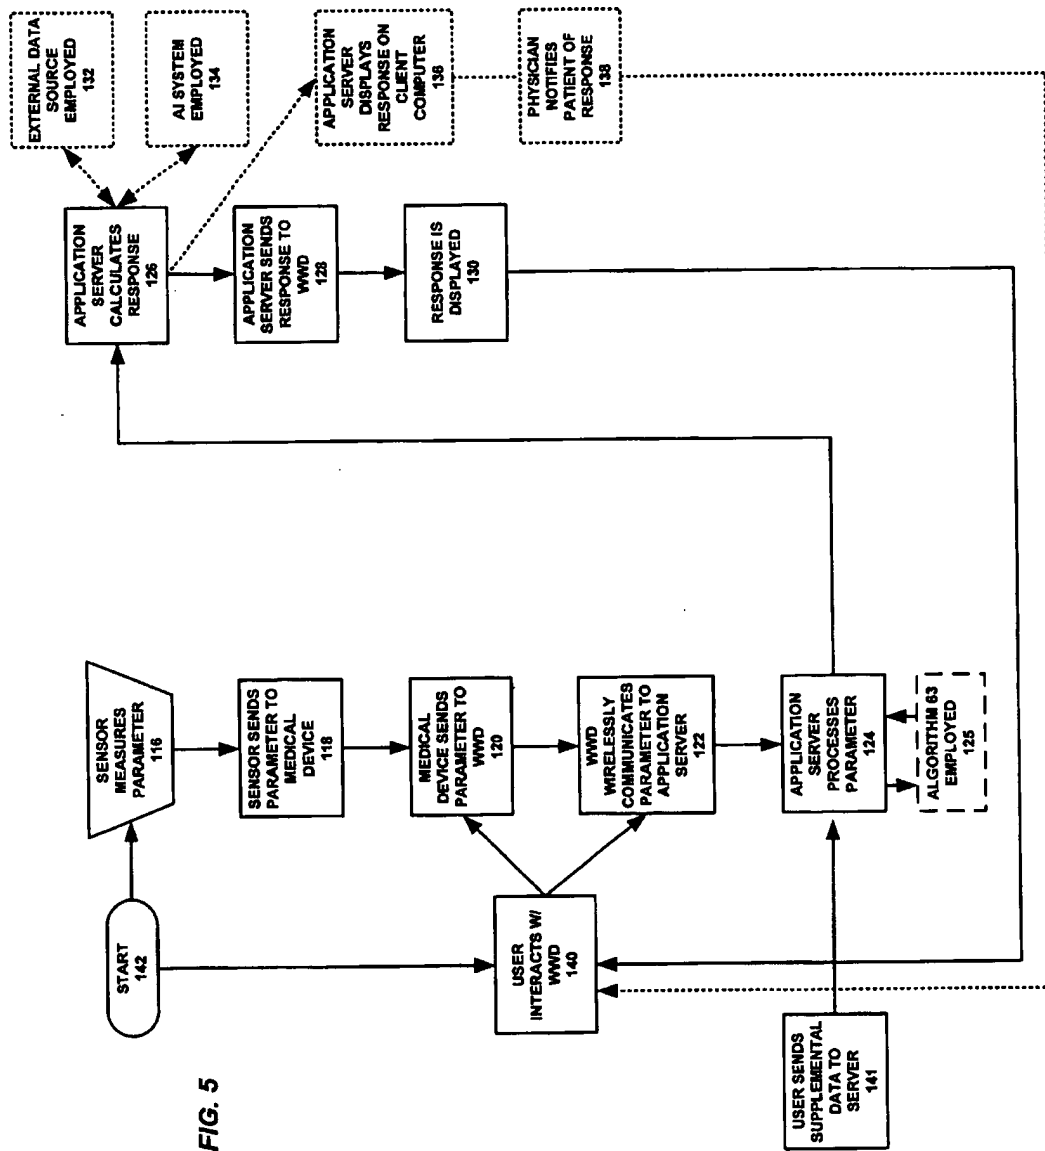 FIG. 5
START
142
SENSOR
MEASURES
PARAMETER
116
SENSOR SENDS
PARAMETER TO
MEDICAL
DEVICE
118
MEDICAL
DEVICE SENDS
PARAMETER TO
WWD
120
WWD
WIRELESSLY
COMMUNICATES
PARAMETER TO
APPLICATION
SERVER
122
APPLICATION
SERVER
PROCESSES
PARAMETER
124
ALGORITHM 63
EMPLOYED
125
USER
INTERACTS W/
WWD
140
USER SENDS
SUPPLEMENTAL
DATA TO
SERVER
141
APPLICATION
SERVER
CALCULATES
RESPONSE
126
APPLICATION
SERVER SENDS
RESPONSE TO
WWD
128
RESPONSE IS
DISPLAYED
130
EXTERNAL DATA
SOURCE
EMPLOYED
132
AI SYSTEM
EMPLOYED
134
APPLICATION
SERVER
DISPLAYS
RESPONSE ON
CLIENT
COMPUTER
136
PHYSICIAN
NOTIFIES
PATIENT OF
RESPONSE
138